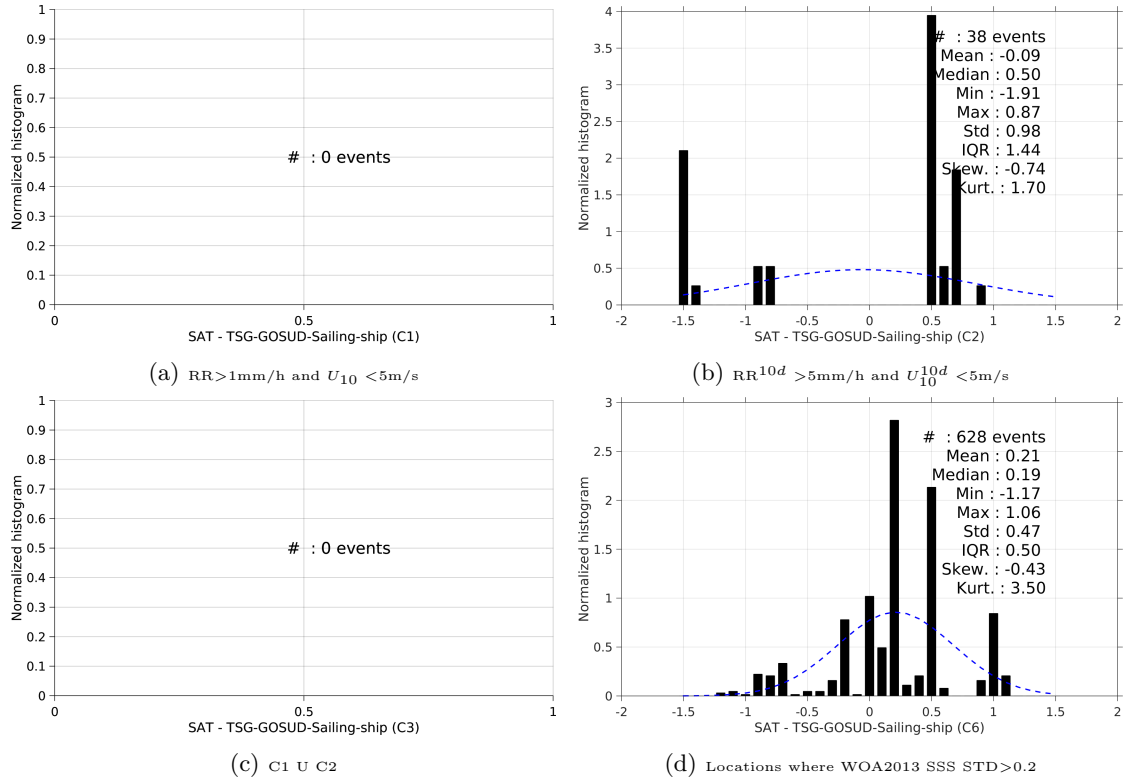 1
0.9
0.8
0.7
0.6
0.5
0.4
0.3
0.2
0.1
0
Normalized histogram
# : 0 events
0 0.5 1
SAT - TSG-GOSUD-Sailing-ship (C1)
(a) RR>1mm/h and U10 <5m/s
4
3.5
3
2.5
2
1.5
1
0.5
0
Normalized histogram
# : 38 events
Mean : -0.09
Median : 0.50
Min : -1.91
Max : 0.87
Std : 0.98
IQR : 1.44
Skew. : -0.74
Kurt. : 1.70
-2 -1.5 -1 -0.5 0 0.5 1 1.5 2
SAT - TSG-GOSUD-Sailing-ship (C2)
(b) RR10d >5mm/h and U10 10d <5m/s
1
0.9
0.8
0.7
0.6
0.5
0.4
0.3
0.2
0.1
0
Normalized histogram
# : 0 events
0 0.5 1
SAT - TSG-GOSUD-Sailing-ship (C3)
(c) C1 U C2
3
2.5
2
1.5
1
0.5
0
Normalized histogram
# : 628 events
Mean : 0.21
Median : 0.19
Min : -1.17
Max : 1.06
Std : 0.47
IQR : 0.50
Skew. : -0.43
Kurt. : 3.50
-2 -1.5 -1 -0.5 0 0.5 1 1.5 2
SAT - TSG-GOSUD-Sailing-ship (C6)
(d) Locations where WOA2013 SSS STD>0.2